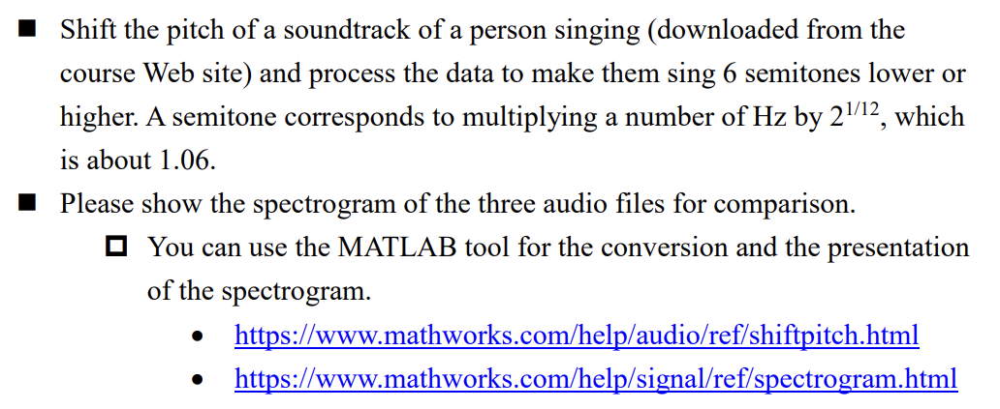 ■ Shift the pitch of a soundtrack of a person singing (downloaded from the
course Web site) and process the data to make them sing 6 semitones lower or
higher. A semitone corresponds to multiplying a number of Hz by 2^1/12, which
is about 1.06.
■ Please show the spectrogram of the three audio files for comparison.
❑ You can use the MATLAB tool for the conversion and the presentation
of the spectrogram.
• https://www.mathworks.com/help/audio/ref/shiftpitch.html
• https://www.mathworks.com/help/signal/ref/spectrogram.html